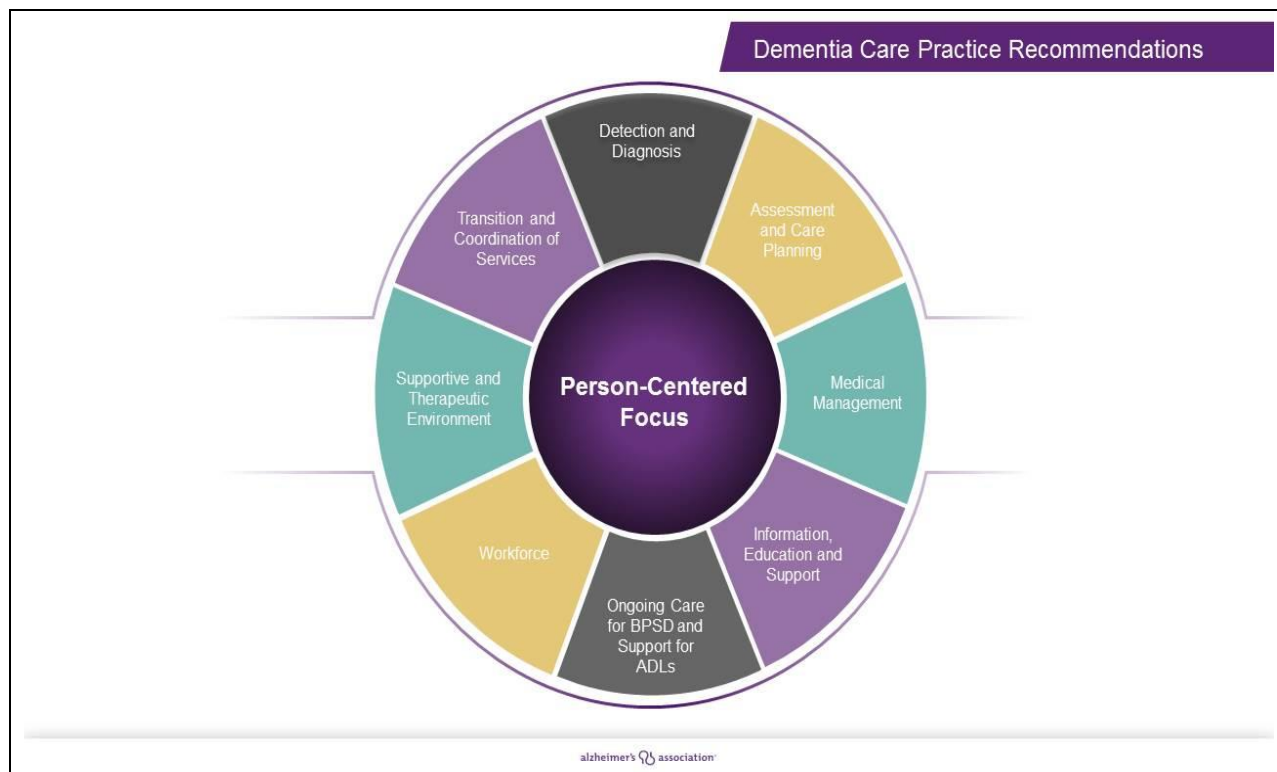 Dementia Care Practice Recommendations
Detection and
Diagnosis
Assessment
and Care
Planning
Medical
Management
Information,
Education and
Support
Ongoing Care
for BPSD and
Support for
ADLs
Workforce
Supportive and
Therapeutic
Environment
Transition and
Coordination of
Services
Person-Centered
Focus
alzheimer's association